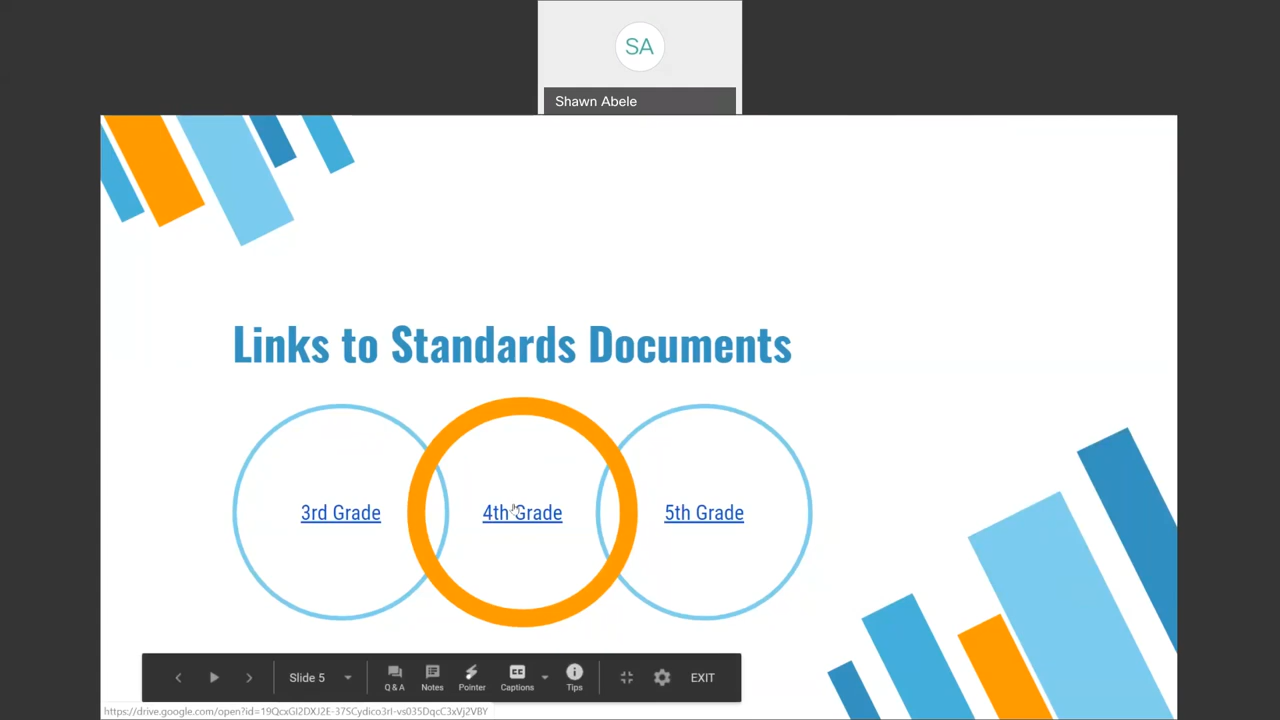 SA
Shawn Abele
Links to Standards Documents
3rd Grade
4th Grade
5th Grade
Slide 5
Q & A
Notes
Pointer
CC
Captions
Tips
EXIT
https://drive.google.com/open?id=19QcxGl2DXJ2E-37SCydico3rl-vs035DqcC3xVj2VBY